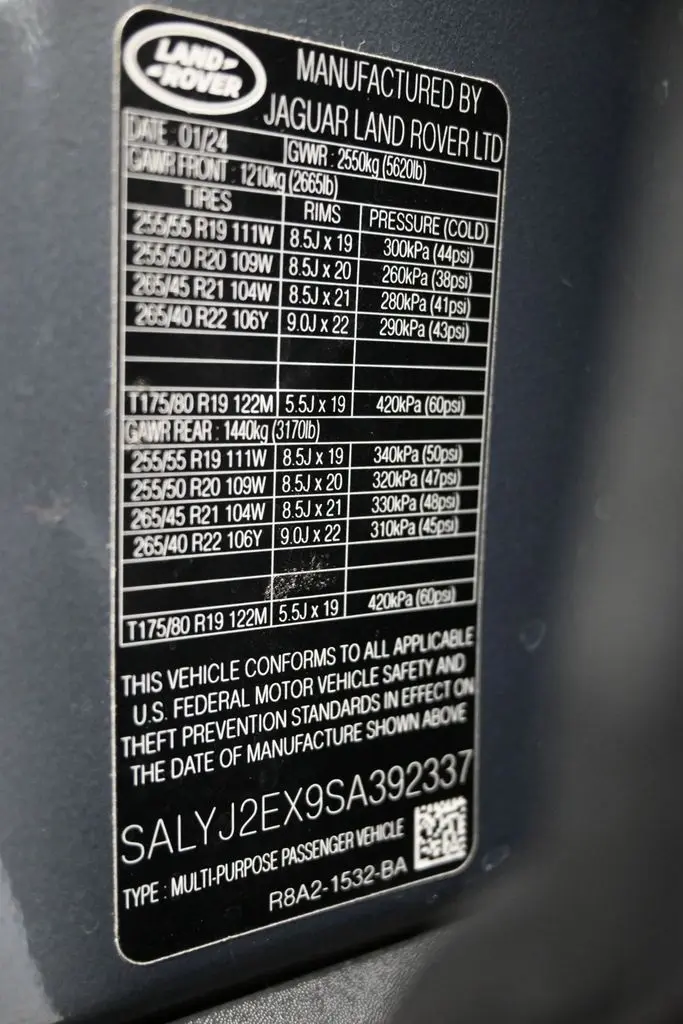 LAND-
-ROVER
MANUFACTURED BY
JAGUAR LAND ROVER LTD
DATE : 01/24 GVWR : 2550kg (5620lb)
GAWR FRONT : 1210kg (2665lb)
TIRES RIMS PRESSURE (COLD)
255/55 R19 111W 8.5J x 19 300kPa (44psi)
255/50 R20 109W 8.5J x 20 260kPa (38psi)
265/45 R21 104W 8.5J x 21 280kPa (41psi)
265/40 R22 106Y 9.0J x 22 290kPa (43psi)
T175/80 R19 122M 5.5J x 19 420kPa (60psi)
GAWR REAR : 1440kg (3170lb)
255/55 R19 111W 8.5J x 19 340kPa (50psi)
255/50 R20 109W 8.5J x 20 320kPa (47psi)
265/45 R21 104W 8.5J x 21 330kPa (48psi)
265/40 R22 106Y 9.0J x 22 310kPa (45psi)
T175/80 R19 122M 5.5J x 19 420kPa (60psi)
THIS VEHICLE CONFORMS TO ALL APPLICABLE
U.S. FEDERAL MOTOR VEHICLE SAFETY AND
THEFT PREVENTION STANDARDS IN EFFECT ON
THE DATE OF MANUFACTURE SHOWN ABOVE
SALYJ2EX9SA392337
TYPE : MULTI-PURPOSE PASSENGER VEHICLE
R8A2-1532-BA